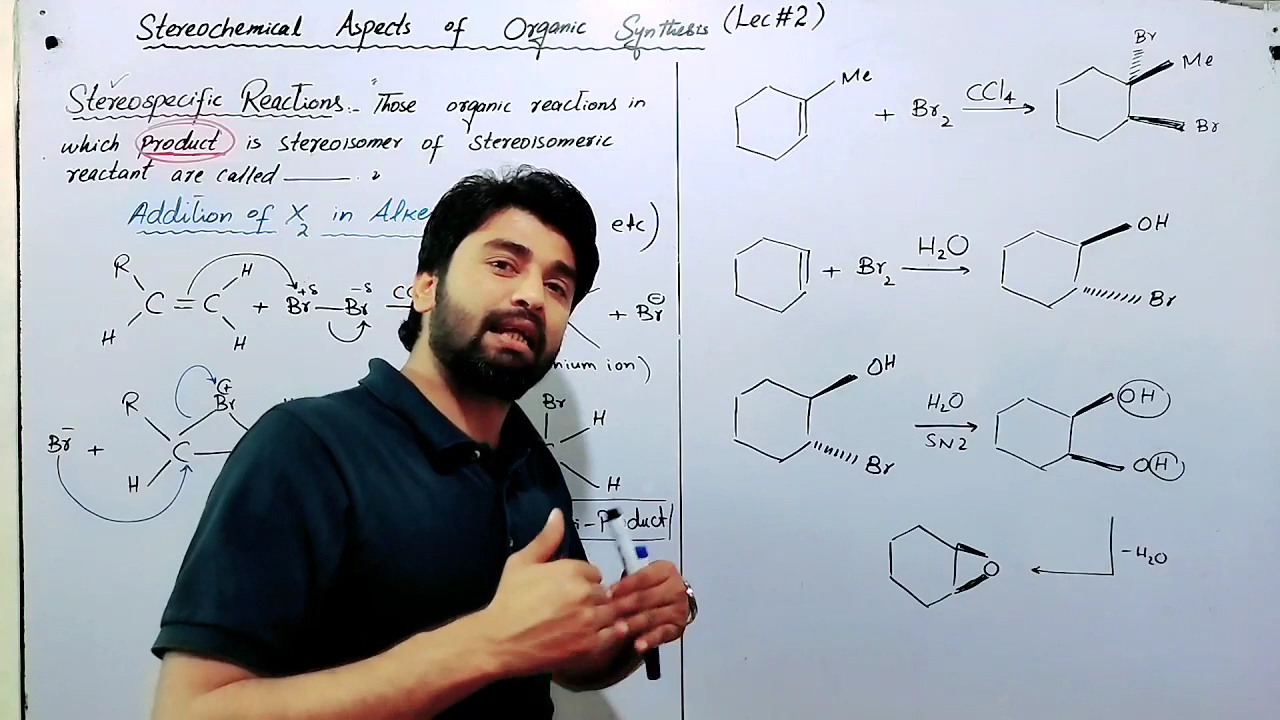 Stereochemical Aspects of Organic Synthesis (Lec#2)
Stereospecific Reactions:- "Those organic reactions in
which product is stereoisomer of stereoisomeric
reactant are called ——— .
Addition of X2 in Alke
etc)
R H
C = C + Br+δ — Br-δ CC + Br⊖
H H
nium ion)
Br- + R C Br+ H
H
Br H
H
i-Product
Me + Br2 CCl4 Br Me Br
+ Br2 H2O OH Br
OH Br H2O SN2 OH OH
-H2O
O